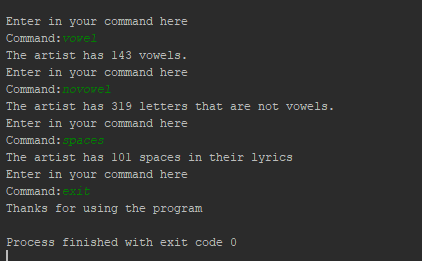 Enter in your command here
Command:vowel
The artist has 143 vowels.
Enter in your command here
Command:novowel
The artist has 319 letters that are not vowels.
Enter in your command here
Command:spaces
The artist has 101 spaces in their lyrics
Enter in your command here
Command:exit
Thanks for using the program
Process finished with exit code 0